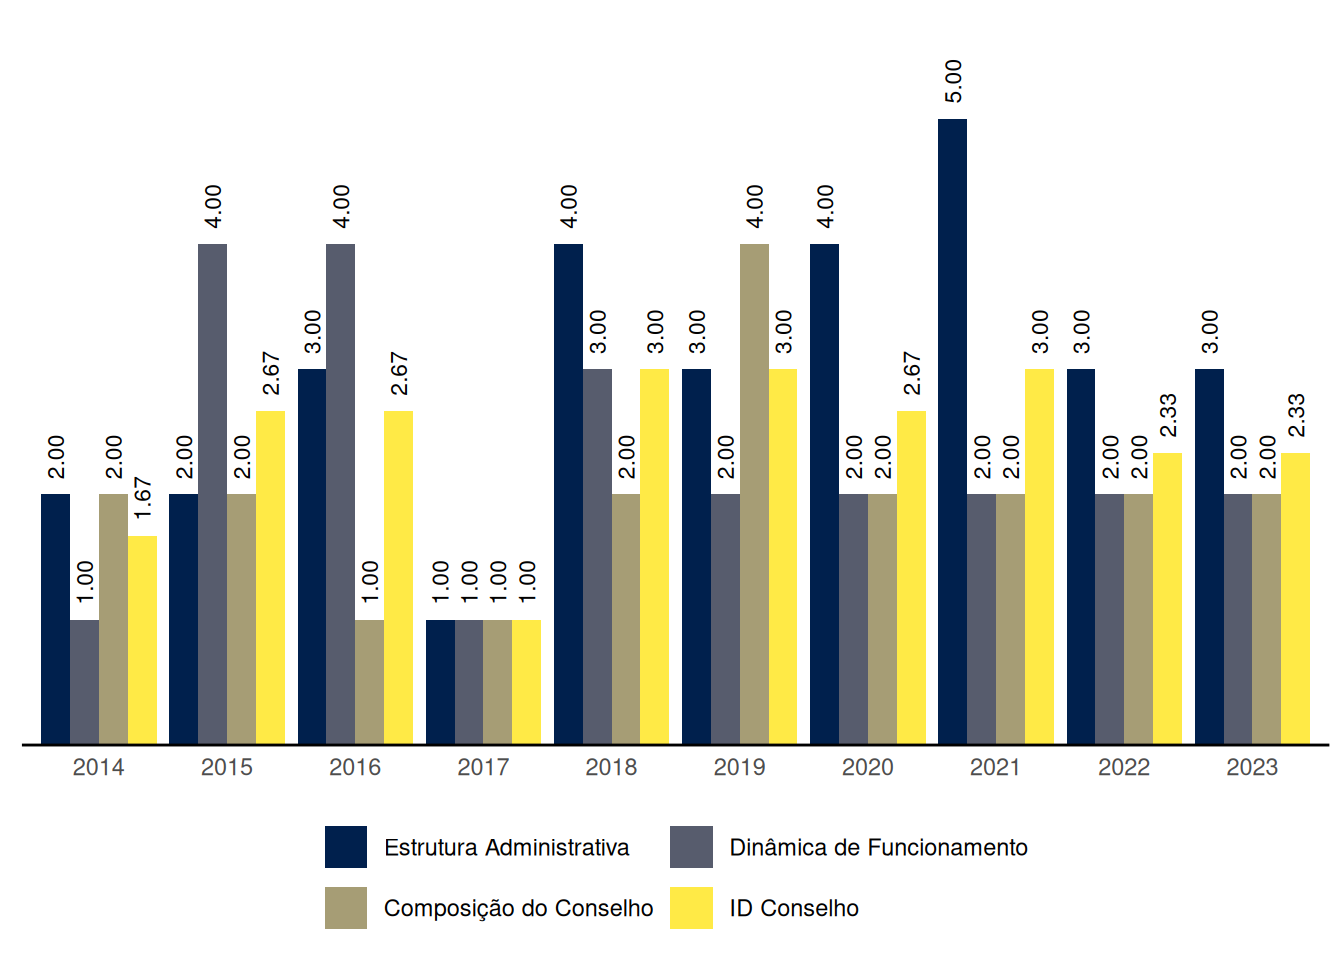 2.00 1.00 2.00 1.67
2.00 4.00 2.00 2.67
3.00 4.00 1.00 2.67
1.00 1.00 1.00 1.00
4.00 3.00 2.00 3.00
3.00 2.00 4.00 3.00
4.00 2.00 2.00 2.67
5.00 2.00 2.00 3.00
3.00 2.00 2.00 2.33
3.00 2.00 2.00 2.33
2014 2015 2016 2017 2018 2019 2020 2021 2022 2023
Estrutura Administrativa Dinâmica de Funcionamento
Composição do Conselho ID Conselho